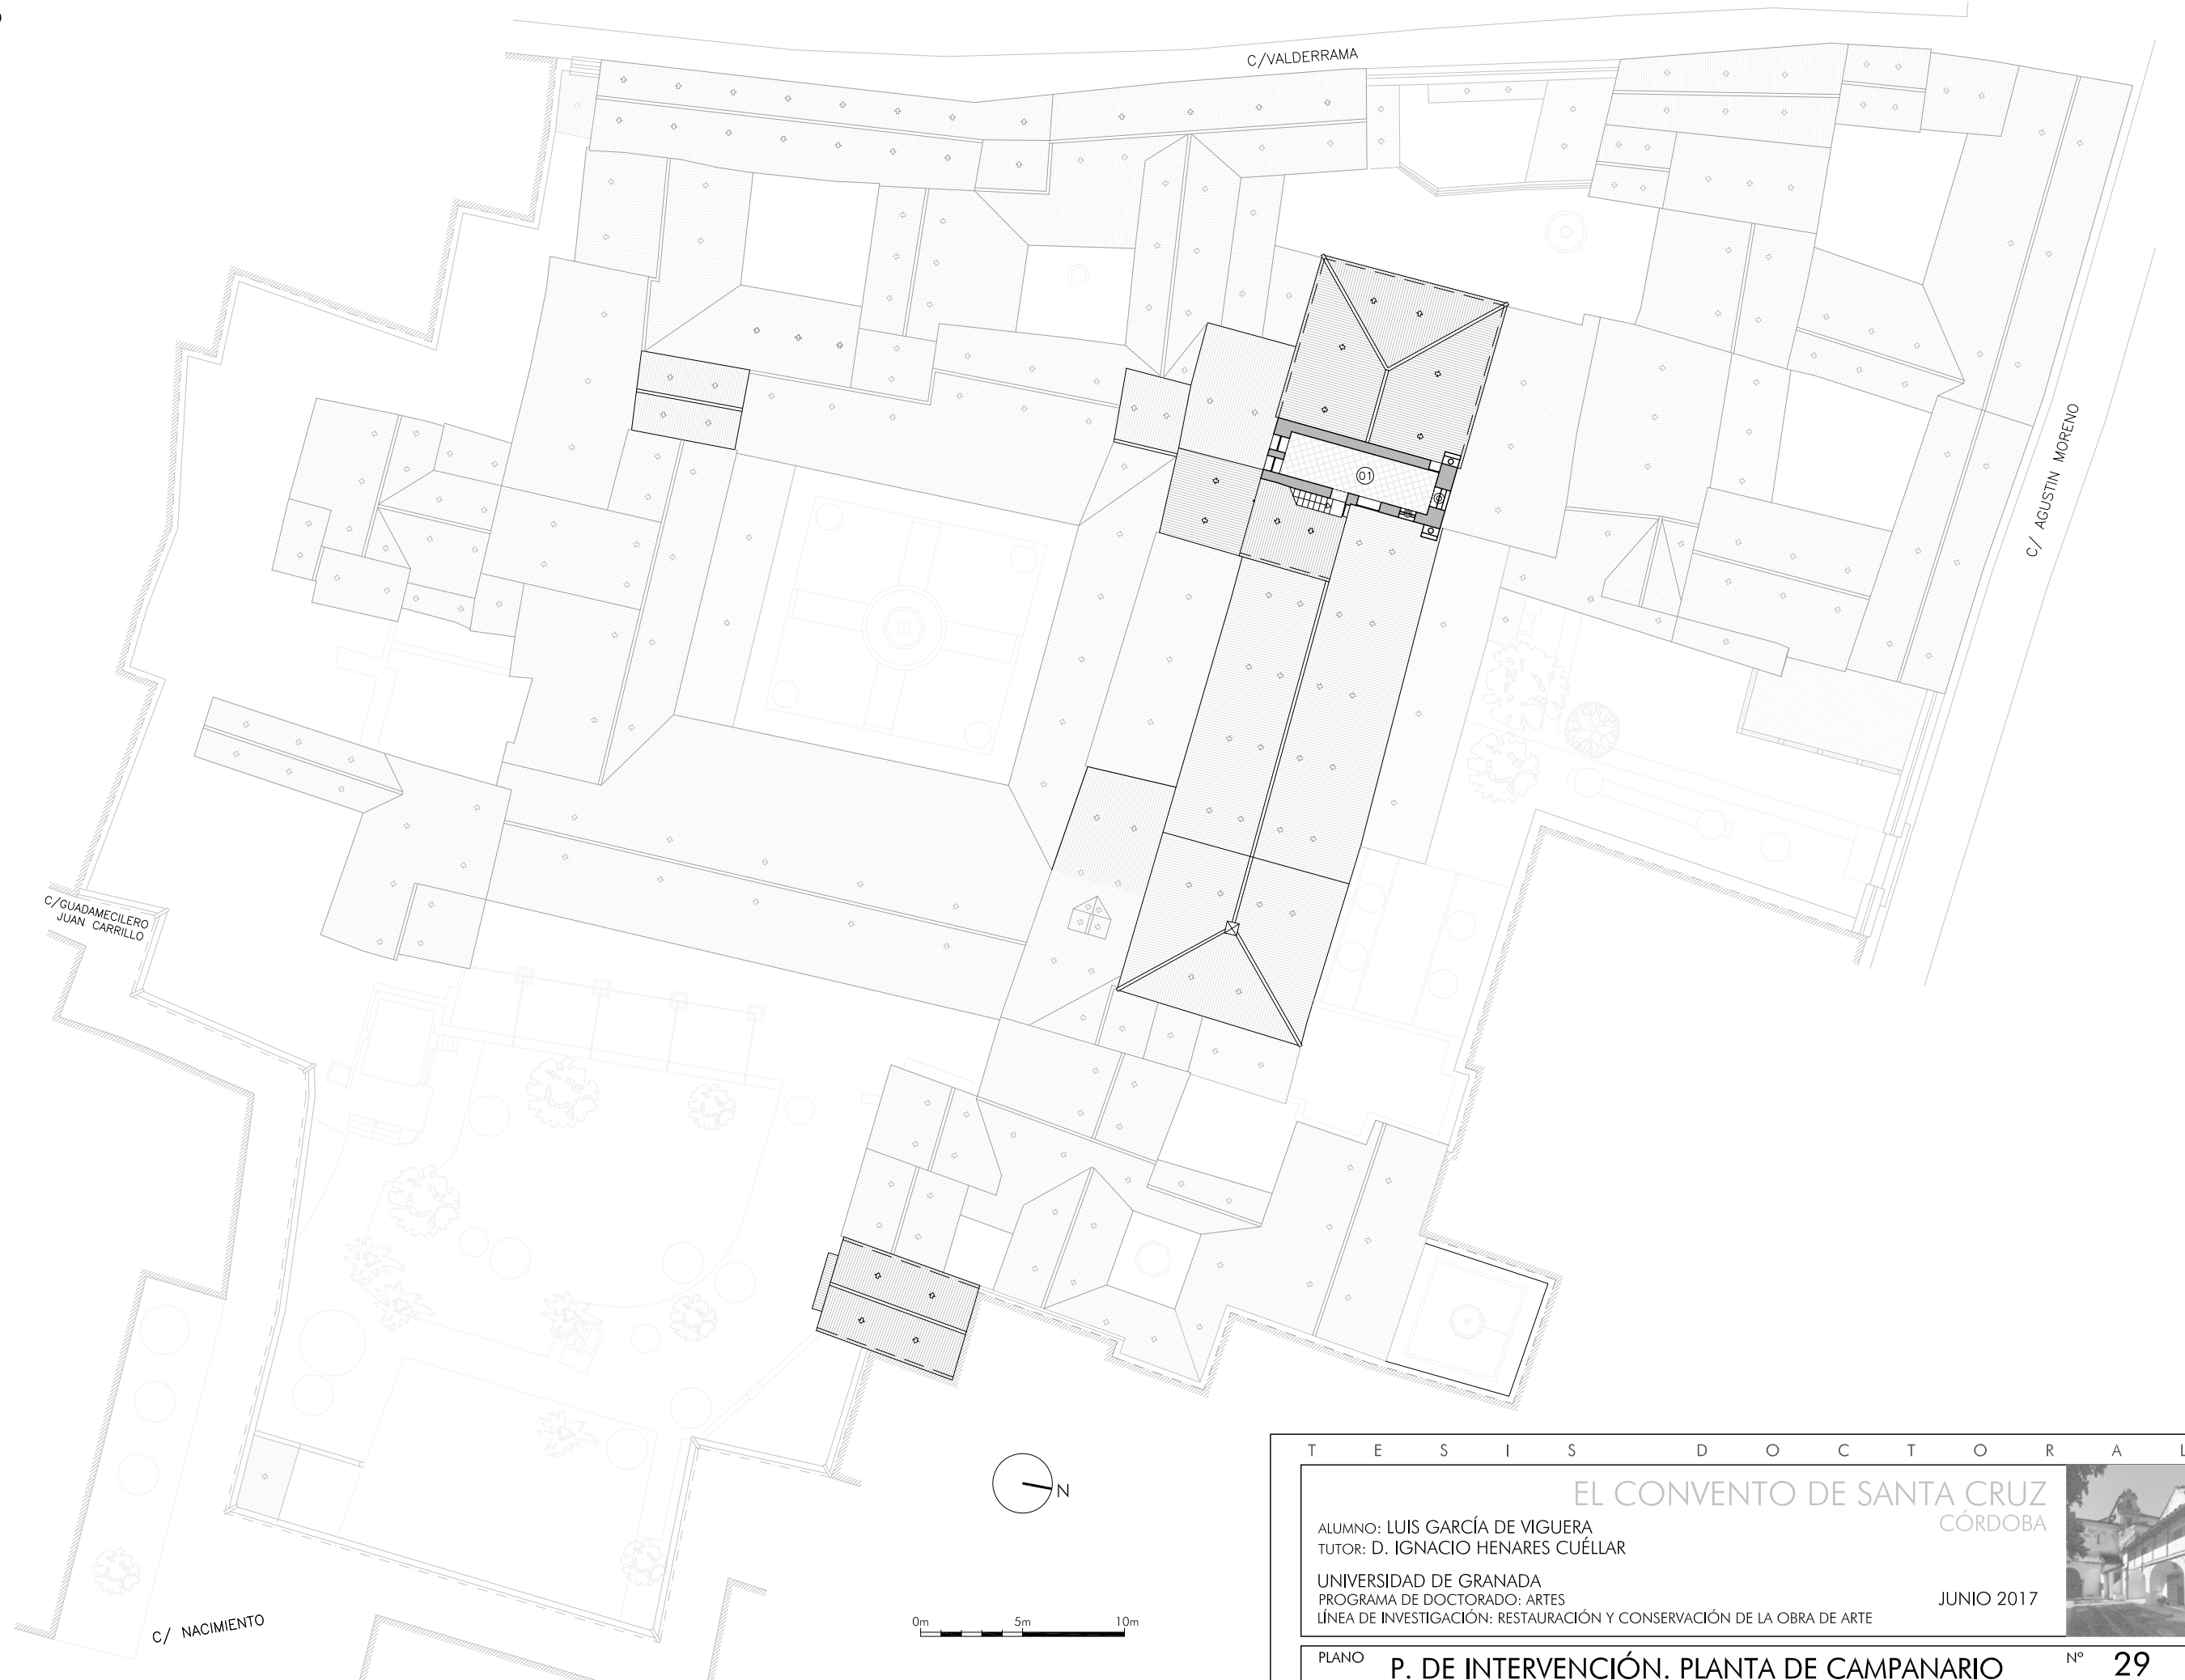 C/VALDERRAMA
C/ AGUSTIN MORENO
01
C/GUADAMECILERO
JUAN CARRILLO
C/ NACIMIENTO
N
0m 5m 10m
TESIS DOCTORAL
EL CONVENTO DE SANTA CRUZ
CÓRDOBA
ALUMNO: LUIS GARCÍA DE VIGUERA
TUTOR: D. IGNACIO HENARES CUÉLLAR
UNIVERSIDAD DE GRANADA
PROGRAMA DE DOCTORADO: ARTES
JUNIO 2017
LÍNEA DE INVESTIGACIÓN: RESTAURACIÓN Y CONSERVACIÓN DE LA OBRA DE ARTE
PLANO P. DE INTERVENCIÓN. PLANTA DE CAMPANARIO Nº 29